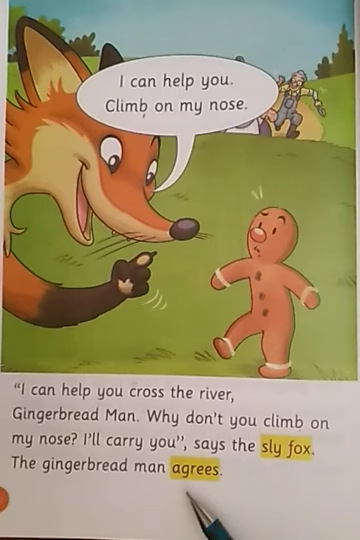 I can help you.
Climb on my nose.
"I can help you cross the river,
Gingerbread Man. Why don't you climb on
my nose? I'll carry you", says the sly fox.
The gingerbread man agrees.